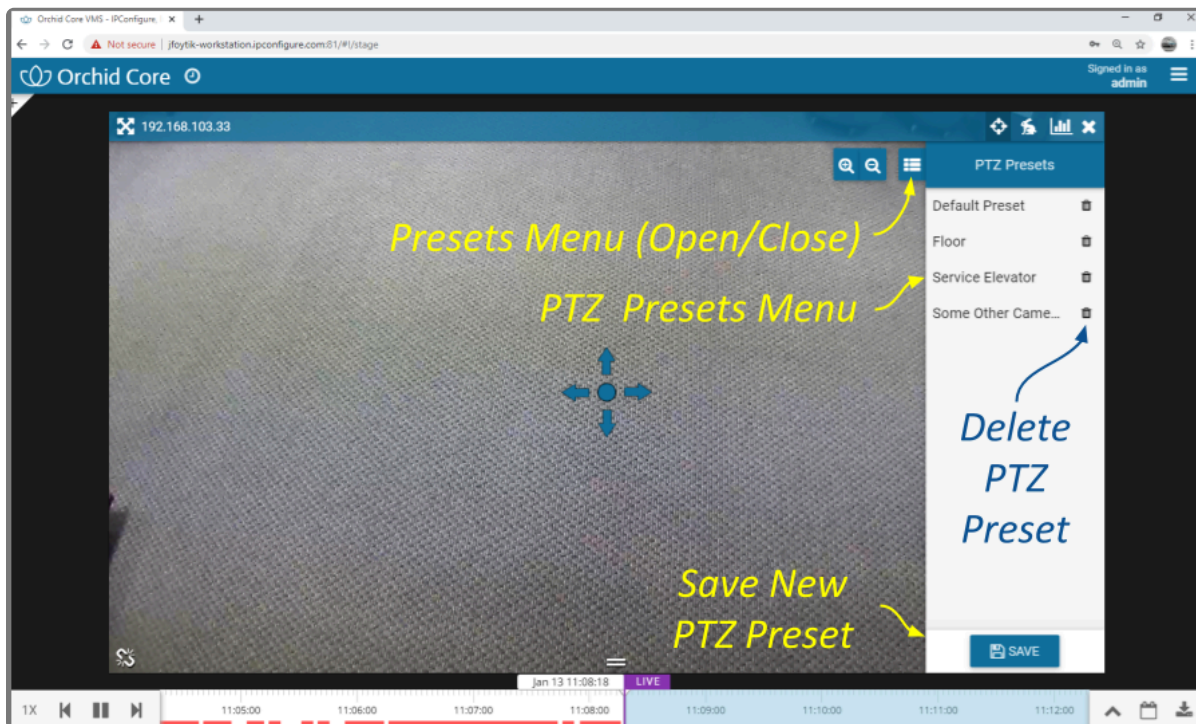 Orchid Core VMS - IPConfigure,
Not secure | jfoytik-workstation.ipconfigure.com:81/#!/stage
Orchid Core
Signed in as
admin
192.168.103.33
PTZ Presets
Default Preset
Floor
Service Elevator
Some Other Came...
Presets Menu (Open/Close)
PTZ Presets Menu
Delete
PTZ
Preset
Save New
PTZ Preset
SAVE
Jan 13 11:08:18
LIVE
1X
11:05:00
11:06:00
11:07:00
11:08:00
11:09:00
11:10:00
11:11:00
11:12:00